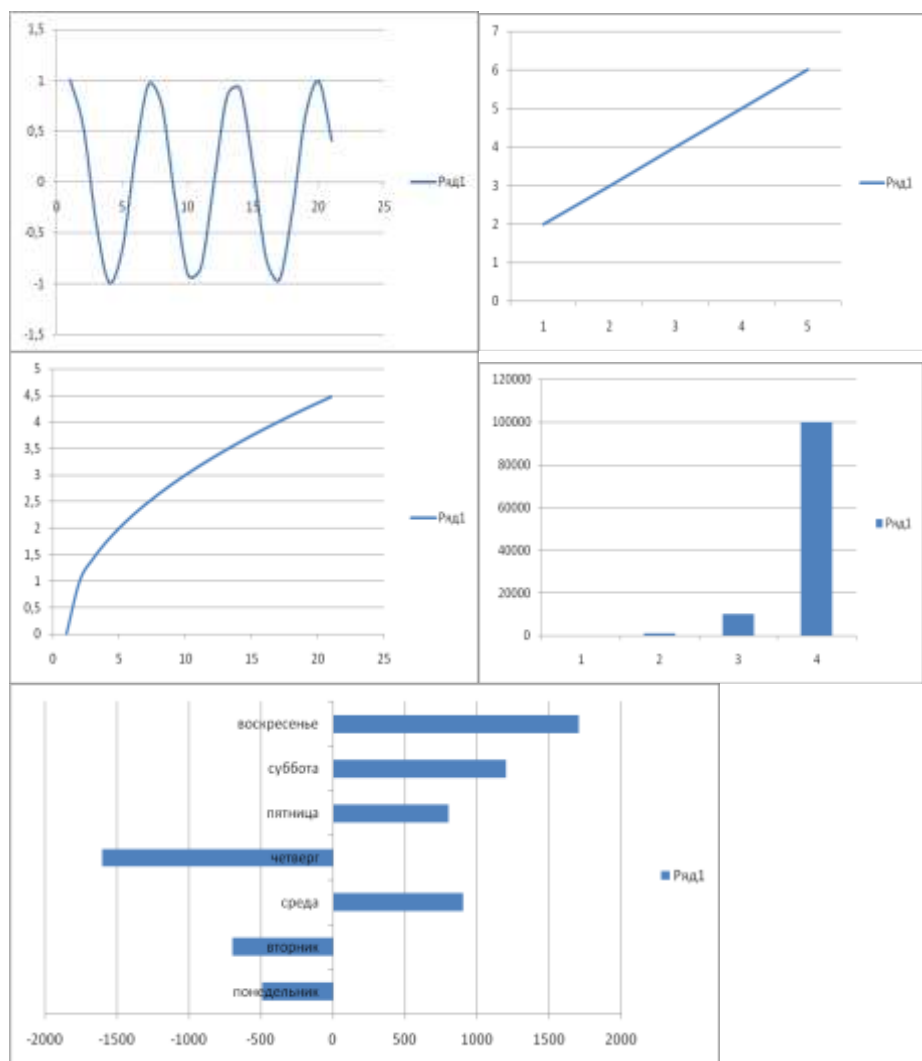 1,5
1
0,5
0
-0,5
-1
-1,5
0 5 10 15 20 25
Ряд1
7
6
5
4
3
2
1
0
1 2 3 4 5
Ряд1
5
4,5
4
3,5
3
2,5
2
1,5
1
0,5
0
0 5 10 15 20 25
Ряд1
120000
100000
80000
60000
40000
20000
0
1 2 3 4
Ряд1
воскресенье
суббота
пятница
четверг
среда
вторник
понедельник
-2000 -1500 -1000 -500 0 500 1000 1500 2000
Ряд1